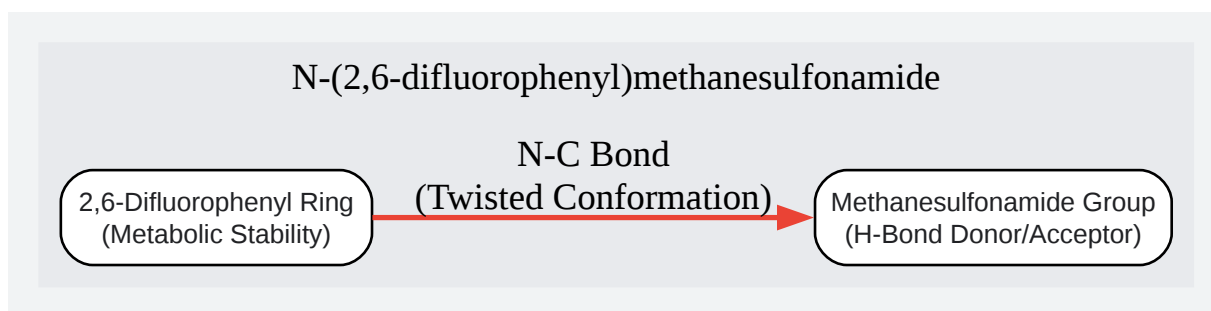 N-(2,6-difluorophenyl)methanesulfonamide
N-C Bond
(Twisted Conformation)
2,6-Difluorophenyl Ring
(Metabolic Stability)
Methanesulfonamide Group
(H-Bond Donor/Acceptor)